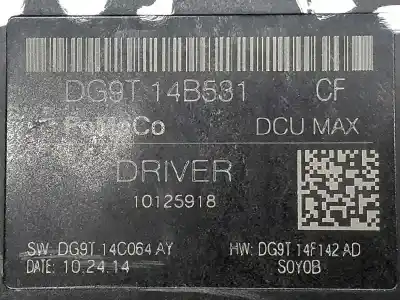 DG9T 14B531 CF
FoMoCo DCU MAX
DRIVER
10125918
SW: DG9T 14C064 AY HW: DG9T 14F142 AD
DATE: 10.24.14 S0Y0B